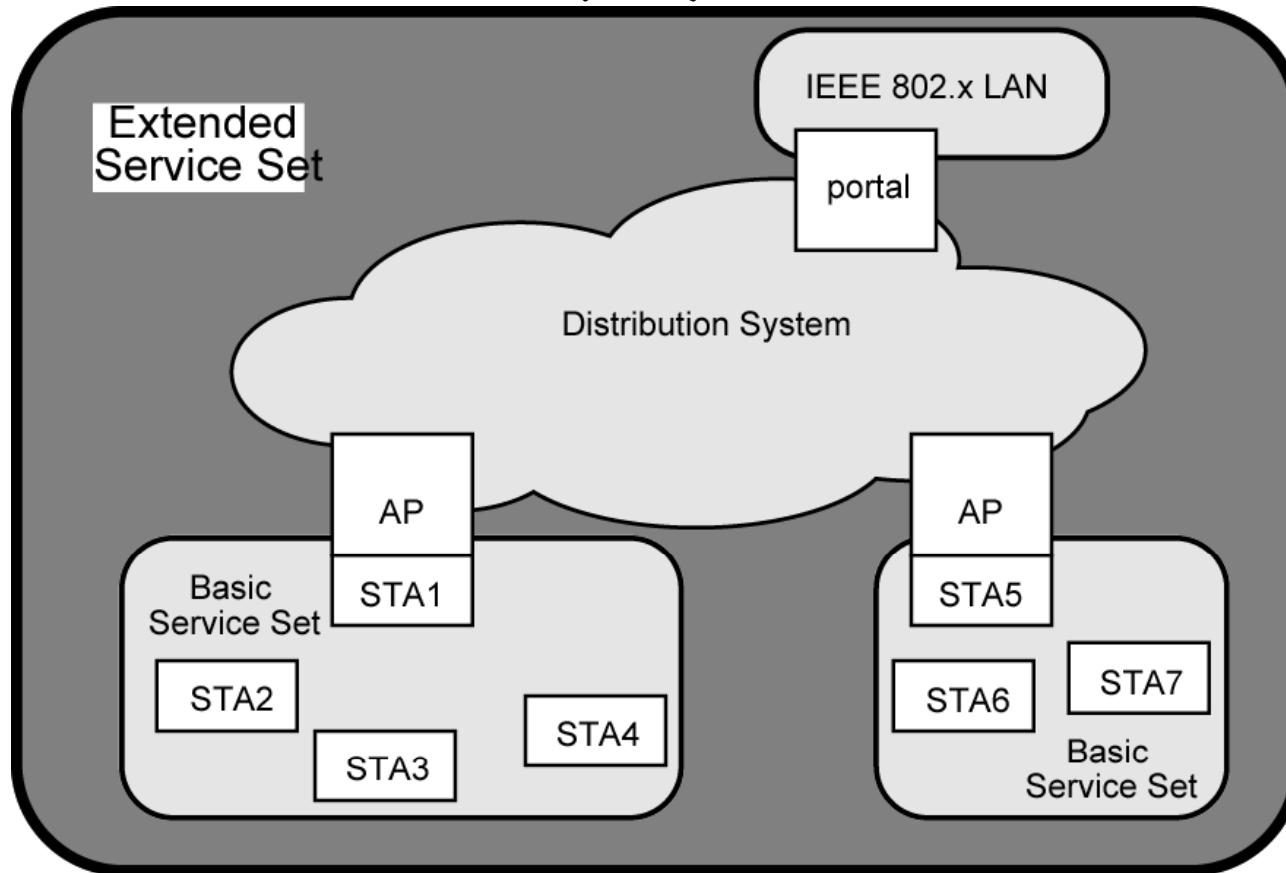 IEEE 802.x LAN
Extended
Service Set
portal
Distribution System
AP
AP
Basic
Service Set
STA1
STA5
STA2
STA3
STA4
STA6
STA7
Basic
Service Set